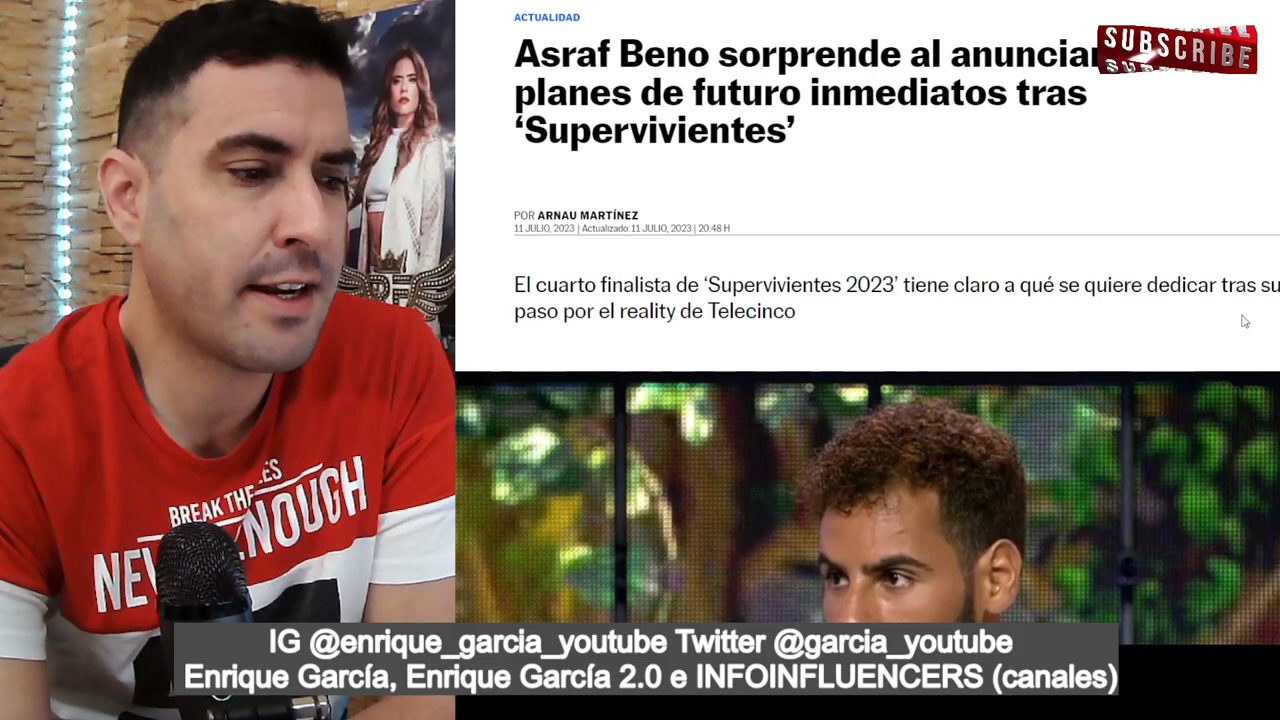 ACTUALIDAD
Asraf Beno sorprende al anunciar
planes de futuro inmediatos tras
‘Supervivientes’
SUBSCRIBE
POR ARNAU MARTÍNEZ
11 JULIO, 2023 | Actualizado: 11 JULIO, 2023 | 20:48 H
El cuarto finalista de ‘Supervivientes 2023’ tiene claro a qué se quiere dedicar tras su
paso por el reality de Telecinco
BREAK THE
ENOUGH
IG @enrique_garcia_youtube Twitter @garcia_youtube
Enrique García, Enrique García 2.0 e INFOINFLUENCERS (canales)